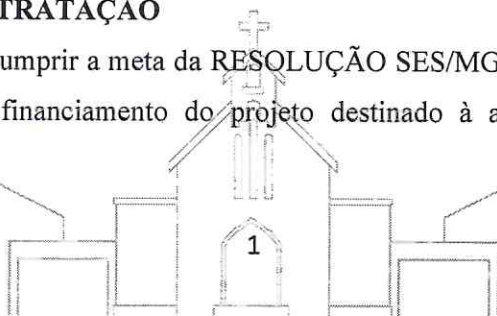 TRATAÇÃO
umprir a meta da RESOLUÇÃO SES/MG
financiamento do projeto destinado à a
1